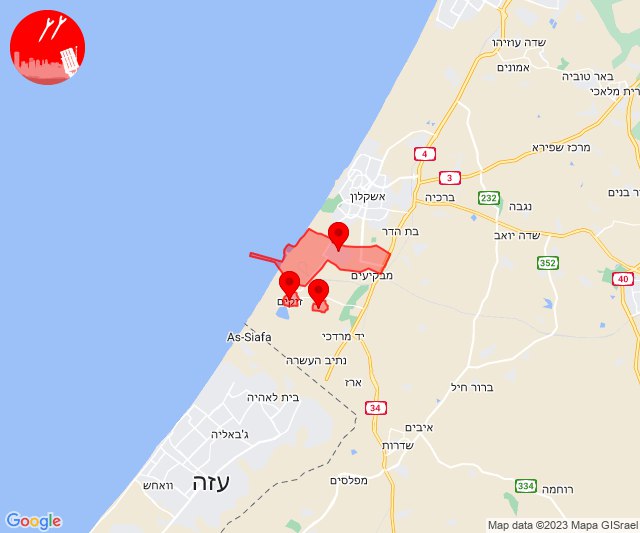 שדה עוזיהו
אמונים
באר טוביה
רית מלאכי
4
מרכז שפירא
3
אשקלון
232
ברכיה
נגבה
ר בנים
בת הדר
שדה יואב
352
מבקיעים
40
זיקים
As-Siafa
יד מרדכי
נתיב העשרה
ארז
ברור חיל
בית לאהיה
34
ג'באליה
איבים
שדרות
עזה
וואחש
מפלסים
334
רוחמה
Google
Map data ©2023 Mapa GISrael